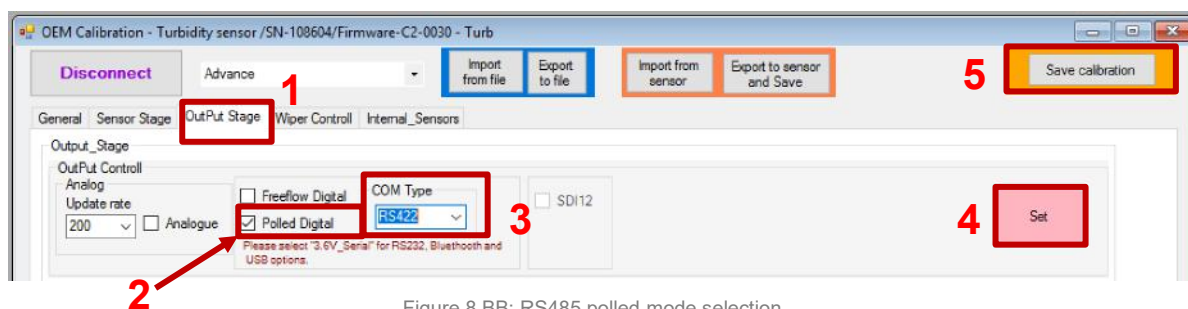 OEM Calibration - Turbidity sensor /SN-108604/Firmware-C2-0030 - Turb
Disconnect
Advance
Import from file
Export to file
Import from sensor
Export to sensor and Save
5
Save calibration
1
General Sensor Stage OutPut Stage Wiper Controll Internal_Sensors
Output_Stage
OutPut Controll
Analog
Update rate
200
Analogue
Freeflow Digital
Polled Digital
COM Type
RS422
3
SDI12
Please select "3.6V_Serial" for RS232, Bluethooth and
USB options.
4
Set
2
Figure 8 BB: RS485 polled mode selection